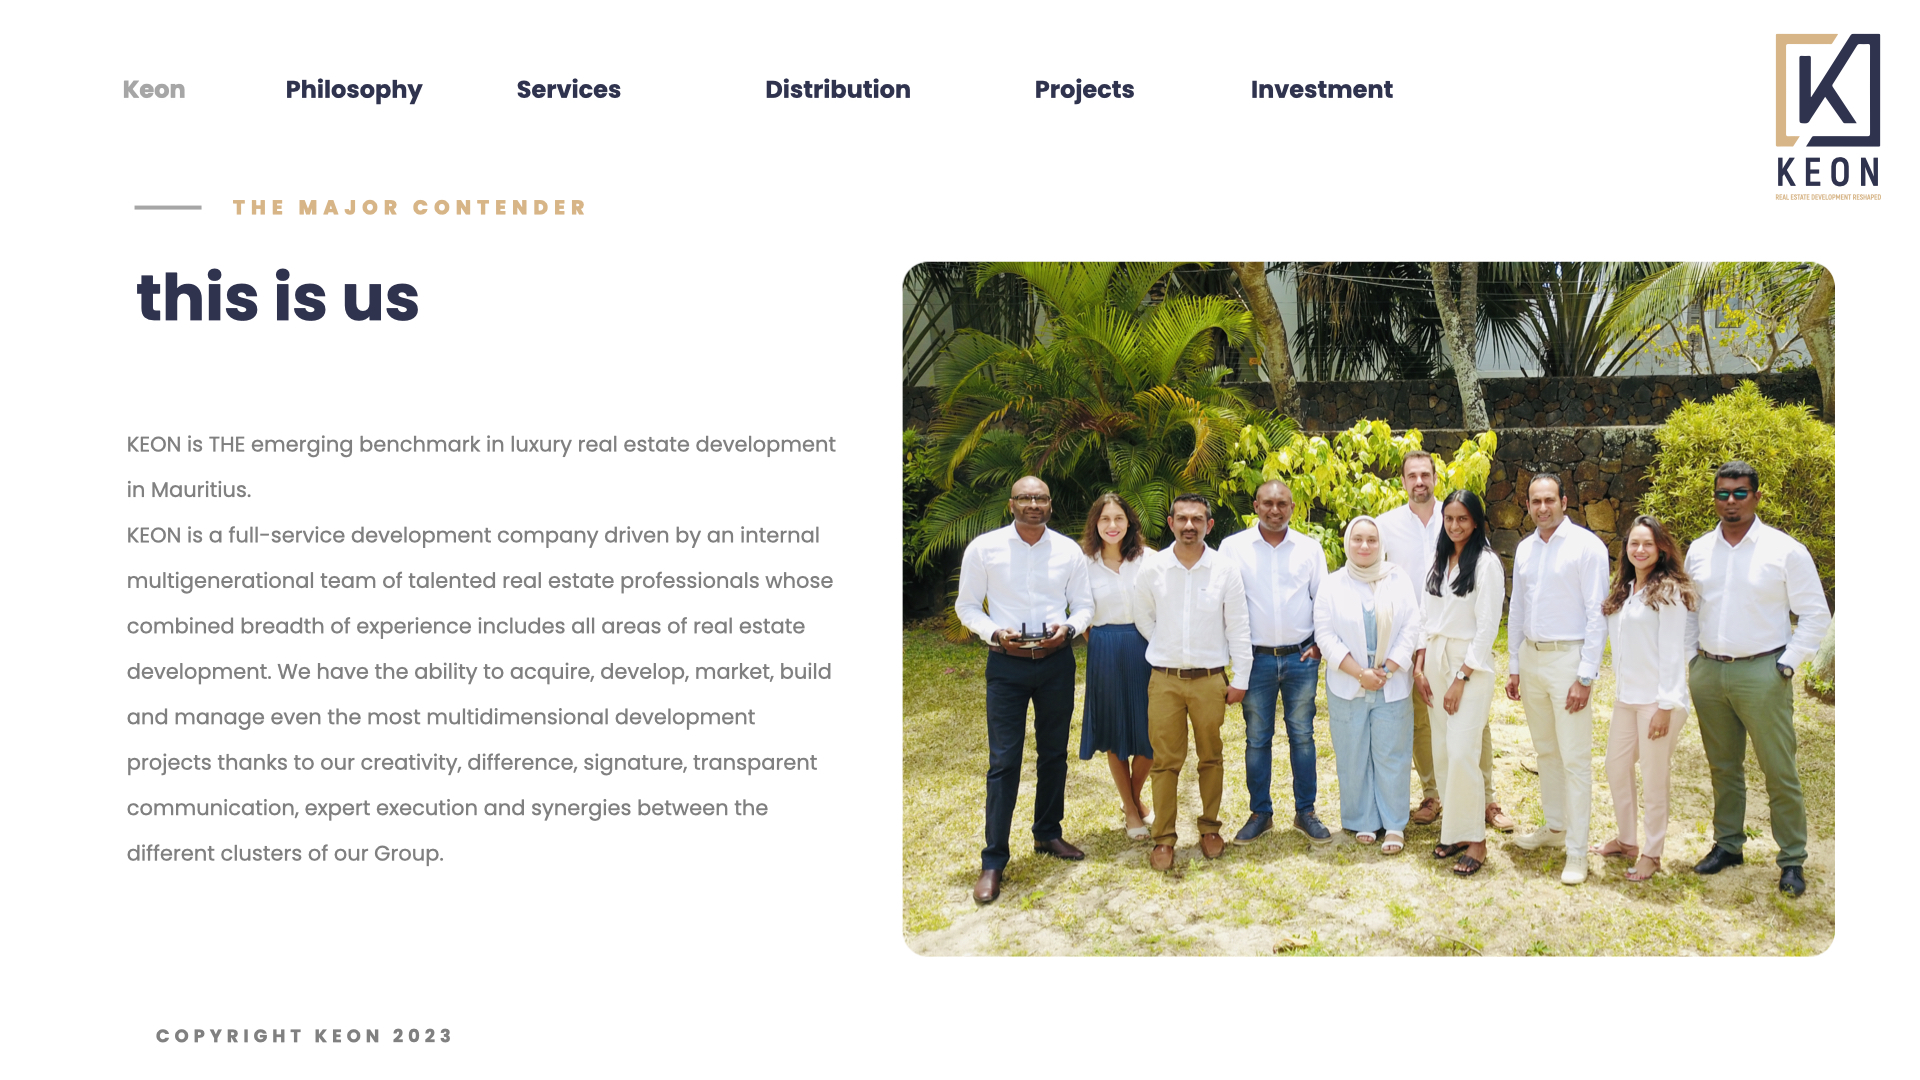 Keon
Philosophy
Services
Distribution
Projects
Investment
KEON
REAL ESTATE DEVELOPMENT RESHAPED
THE MAJOR CONTENDER
this is us
KEON is THE emerging benchmark in luxury real estate development
in Mauritius.
KEON is a full-service development company driven by an internal
multigenerational team of talented real estate professionals whose
combined breadth of experience includes all areas of real estate
development. We have the ability to acquire, develop, market, build
and manage even the most multidimensional development
projects thanks to our creativity, difference, signature, transparent
communication, expert execution and synergies between the
different clusters of our Group.
COPYRIGHT KEON 2023